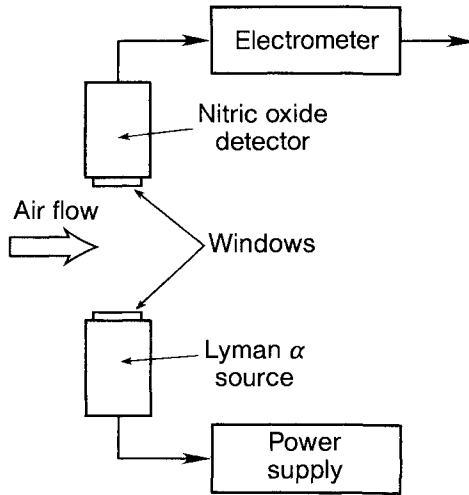 Electrometer
Nitric oxide
detector
Air flow
Windows
Lyman α
source
Power
supply